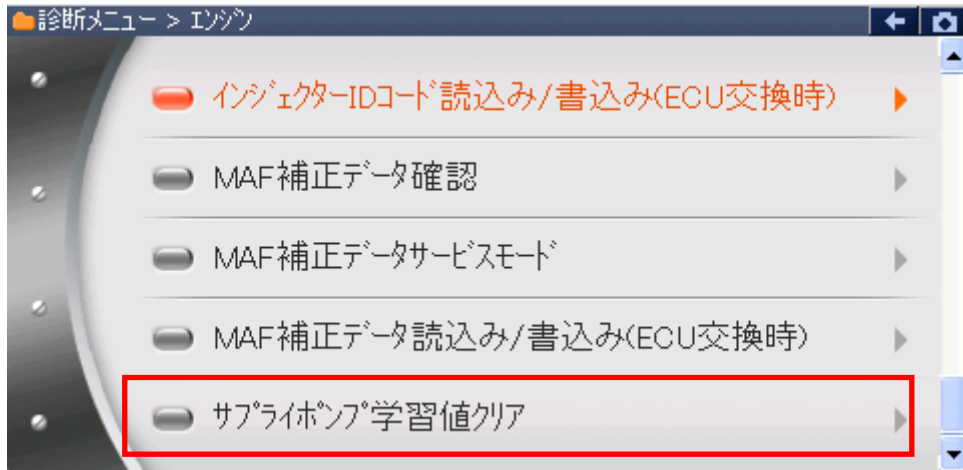 診断メニュー > エンジン
インジェクターIDコード読込み/書込み(ECU交換時)
MAF補正データ確認
MAF補正データサービスモード
MAF補正データ読込み/書込み(ECU交換時)
サプライポンプ学習値クリア